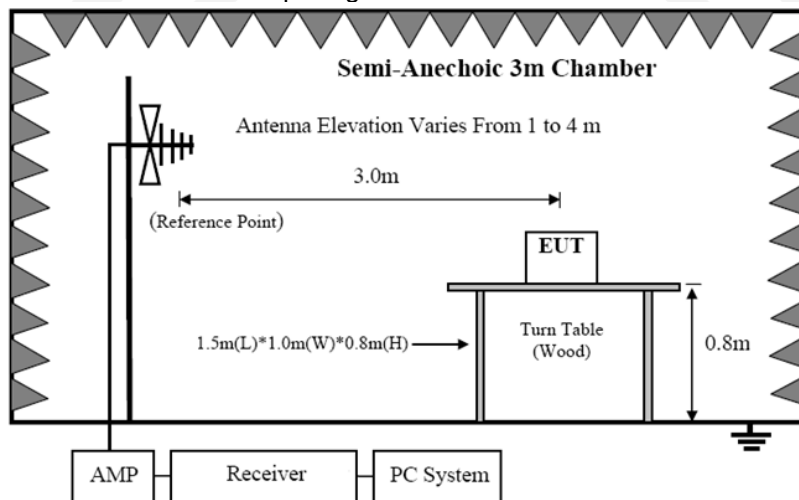 Semi-Anechoic 3m Chamber
Antenna Elevation Varies From 1 to 4 m
3.0m
(Reference Point)
EUT
1.5m(L)*1.0m(W)*0.8m(H)
Turn Table
(Wood)
0.8m
AMP
Receiver
PC System